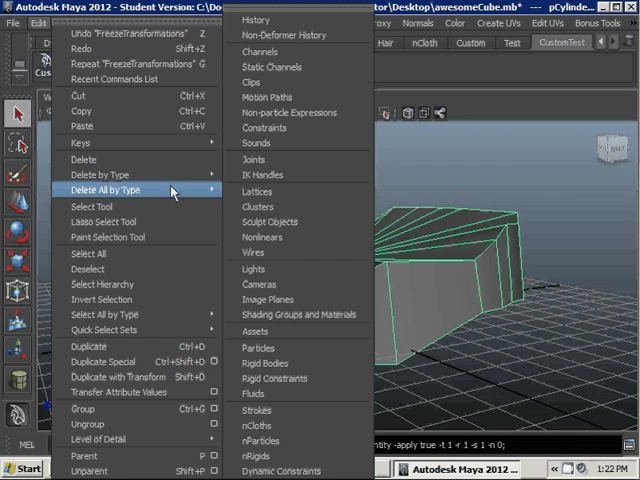 Autodesk Maya 2012 - Student Version: C:\Doc
tor\Desktop\awesomeCube.mb* --- pCylinde...
File
Edit
roxy
Normals
Color
Create UVs
Edit UVs
Bonus Tools
Hair
nCloth
Custom
CustomTest
Cus
Undo "FreezeTransformations" Z
Redo Shift+Z
Repeat "FreezeTransformations" G
Recent Commands List
Cut Ctrl+X
Copy Ctrl+C
Paste Ctrl+V
Keys
Delete
Delete by Type
Delete All by Type
Select Tool
Lasso Select Tool
Paint Selection Tool
Select All
Deselect
Select Hierarchy
Invert Selection
Select All by Type
Quick Select Sets
Duplicate Ctrl+D
Duplicate Special Ctrl+Shift+D
Duplicate with Transform Shift+D
Transfer Attribute Values
Group Ctrl+G
Ungroup
Level of Detail
Parent P
Unparent Shift+P
History
Non-Deformer History
Channels
Static Channels
Clips
Motion Paths
Non-particle Expressions
Constraints
Sounds
Joints
IK Handles
Lattices
Clusters
Sculpt Objects
Nonlinears
Wires
Lights
Cameras
Image Planes
Shading Groups and Materials
Assets
Particles
Rigid Bodies
Rigid Constraints
Fluids
Strokes
nCloths
nParticles
nRigids
Dynamic Constraints
MEL
entity -apply true -t 1 -r 1 -s 1 -n 0;
Start
Autodesk Maya 2012 ...
1:22 PM